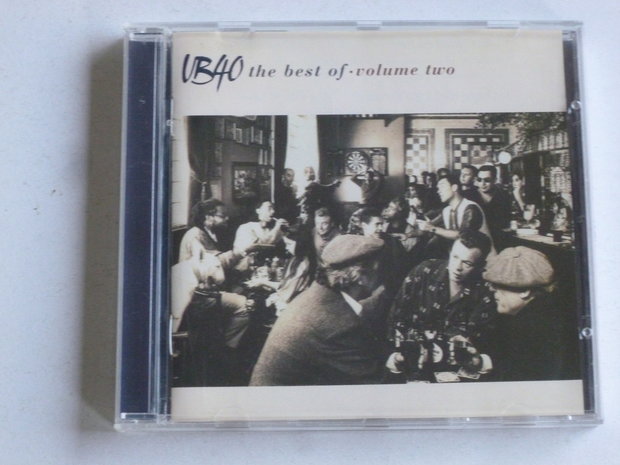 UB40 the best of · volume two